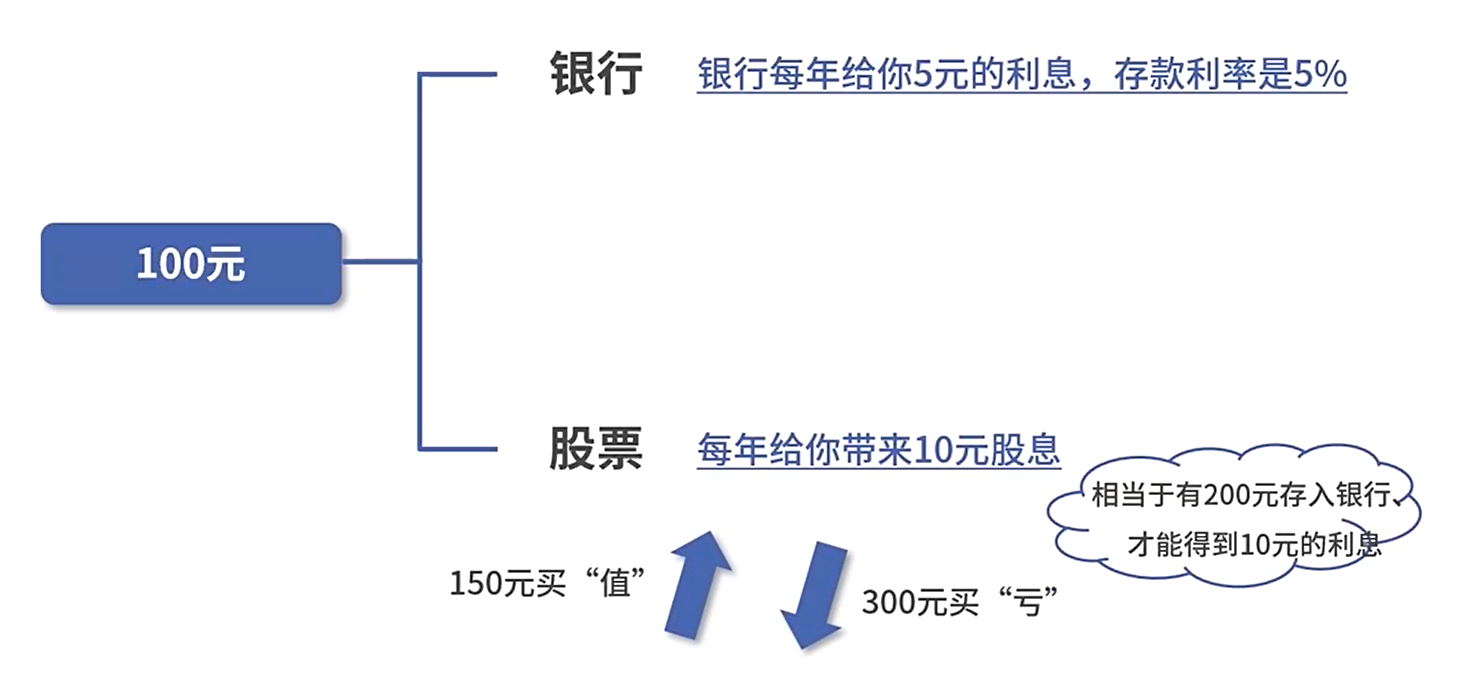 银行
银行每年给你5元的利息，存款利率是5%
100元
股票
每年给你带来10元股息
相当于有200元存入银行、
才能得到10元的利息
150元买“值”
300元买“亏”